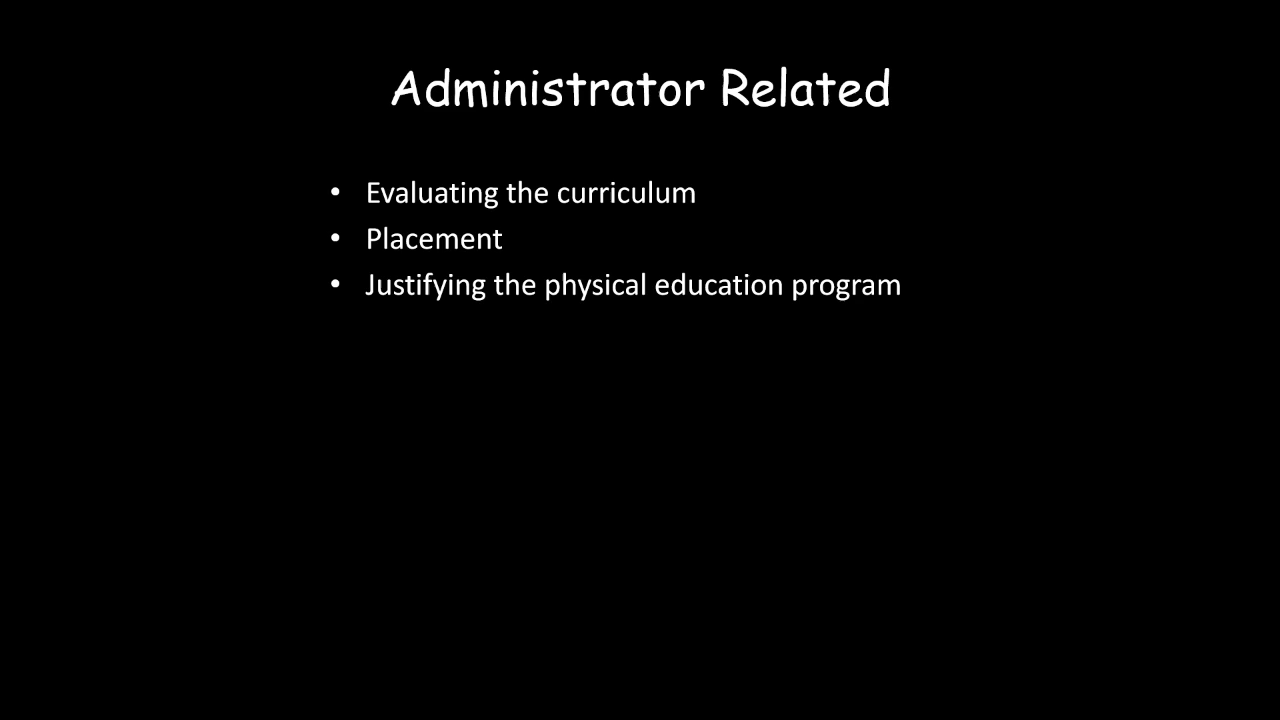 Administrator Related
• Evaluating the curriculum
• Placement
• Justifying the physical education program